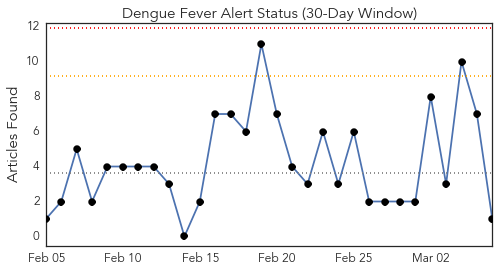 Dengue Fever Alert Status (30-Day Window)
Articles Found
12
10
8
6
4
2
0
Feb 05
Feb 10
Feb 15
Feb 20
Feb 25
Mar 02